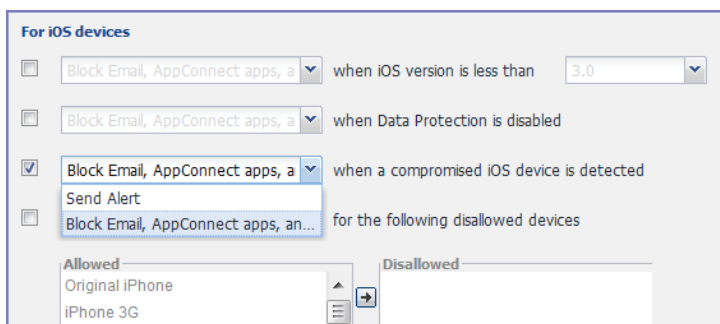 For iOS devices
Block Email, AppConnect apps, a when iOS version is less than 3.0
Block Email, AppConnect apps, a when Data Protection is disabled
Block Email, AppConnect apps, a when a compromised iOS device is detected
Send Alert
Block Email, AppConnect apps, an... for the following disallowed devices
Allowed Disallowed
Original iPhone
iPhone 3G